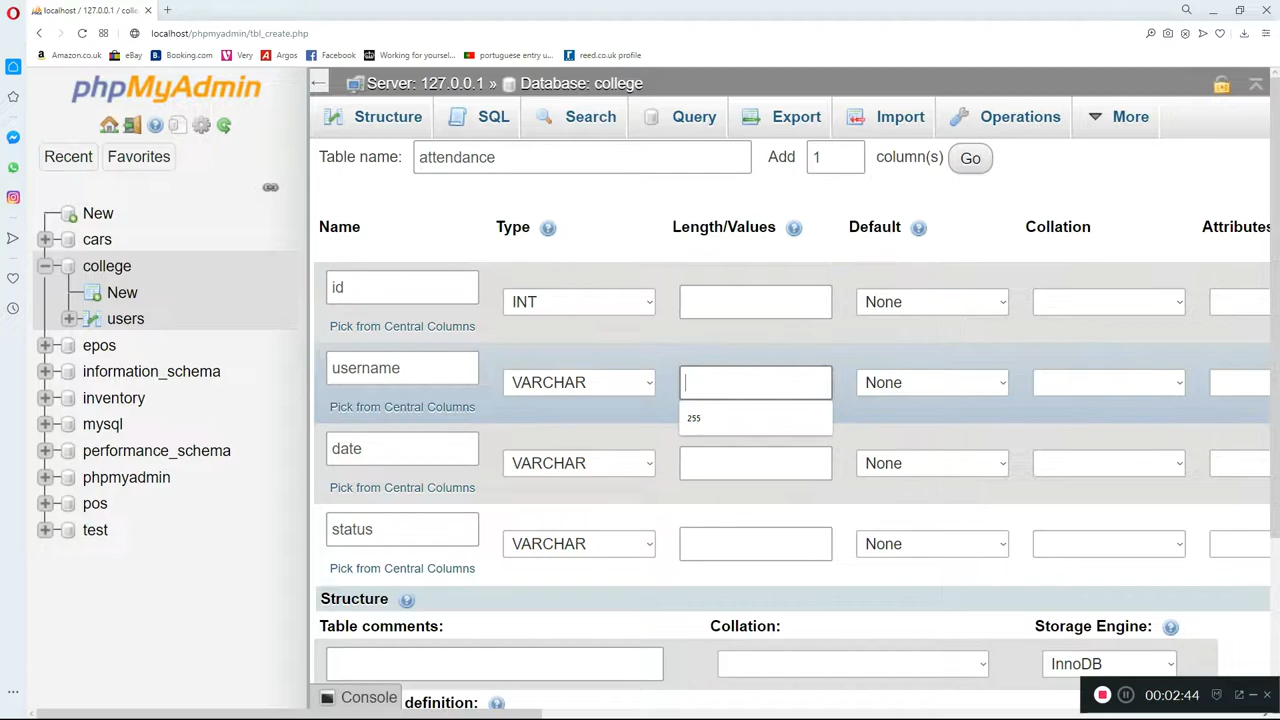 localhost / 127.0.0.1 / colle
localhost/phpmyadmin/tbl_create.php
Amazon.co.uk
eBay
Booking.com
Very
Argos
Facebook
Working for yoursel...
portuguese entry u...
reed.co.uk profile
phpMyAdmin
Recent
Favorites
New
cars
college
New
users
epos
information_schema
inventory
mysql
performance_schema
phpmyadmin
pos
test
Server: 127.0.0.1 » Database: college
Structure
SQL
Search
Query
Export
Import
Operations
More
Table name: attendance Add 1 column(s) Go
Name Type Length/Values Default Collation Attributes
id INT None
Pick from Central Columns
username VARCHAR None
Pick from Central Columns
255
date VARCHAR None
Pick from Central Columns
status VARCHAR None
Pick from Central Columns
Structure
Table comments: Collation: Storage Engine:
InnoDB
Console
definition:
00:02:44